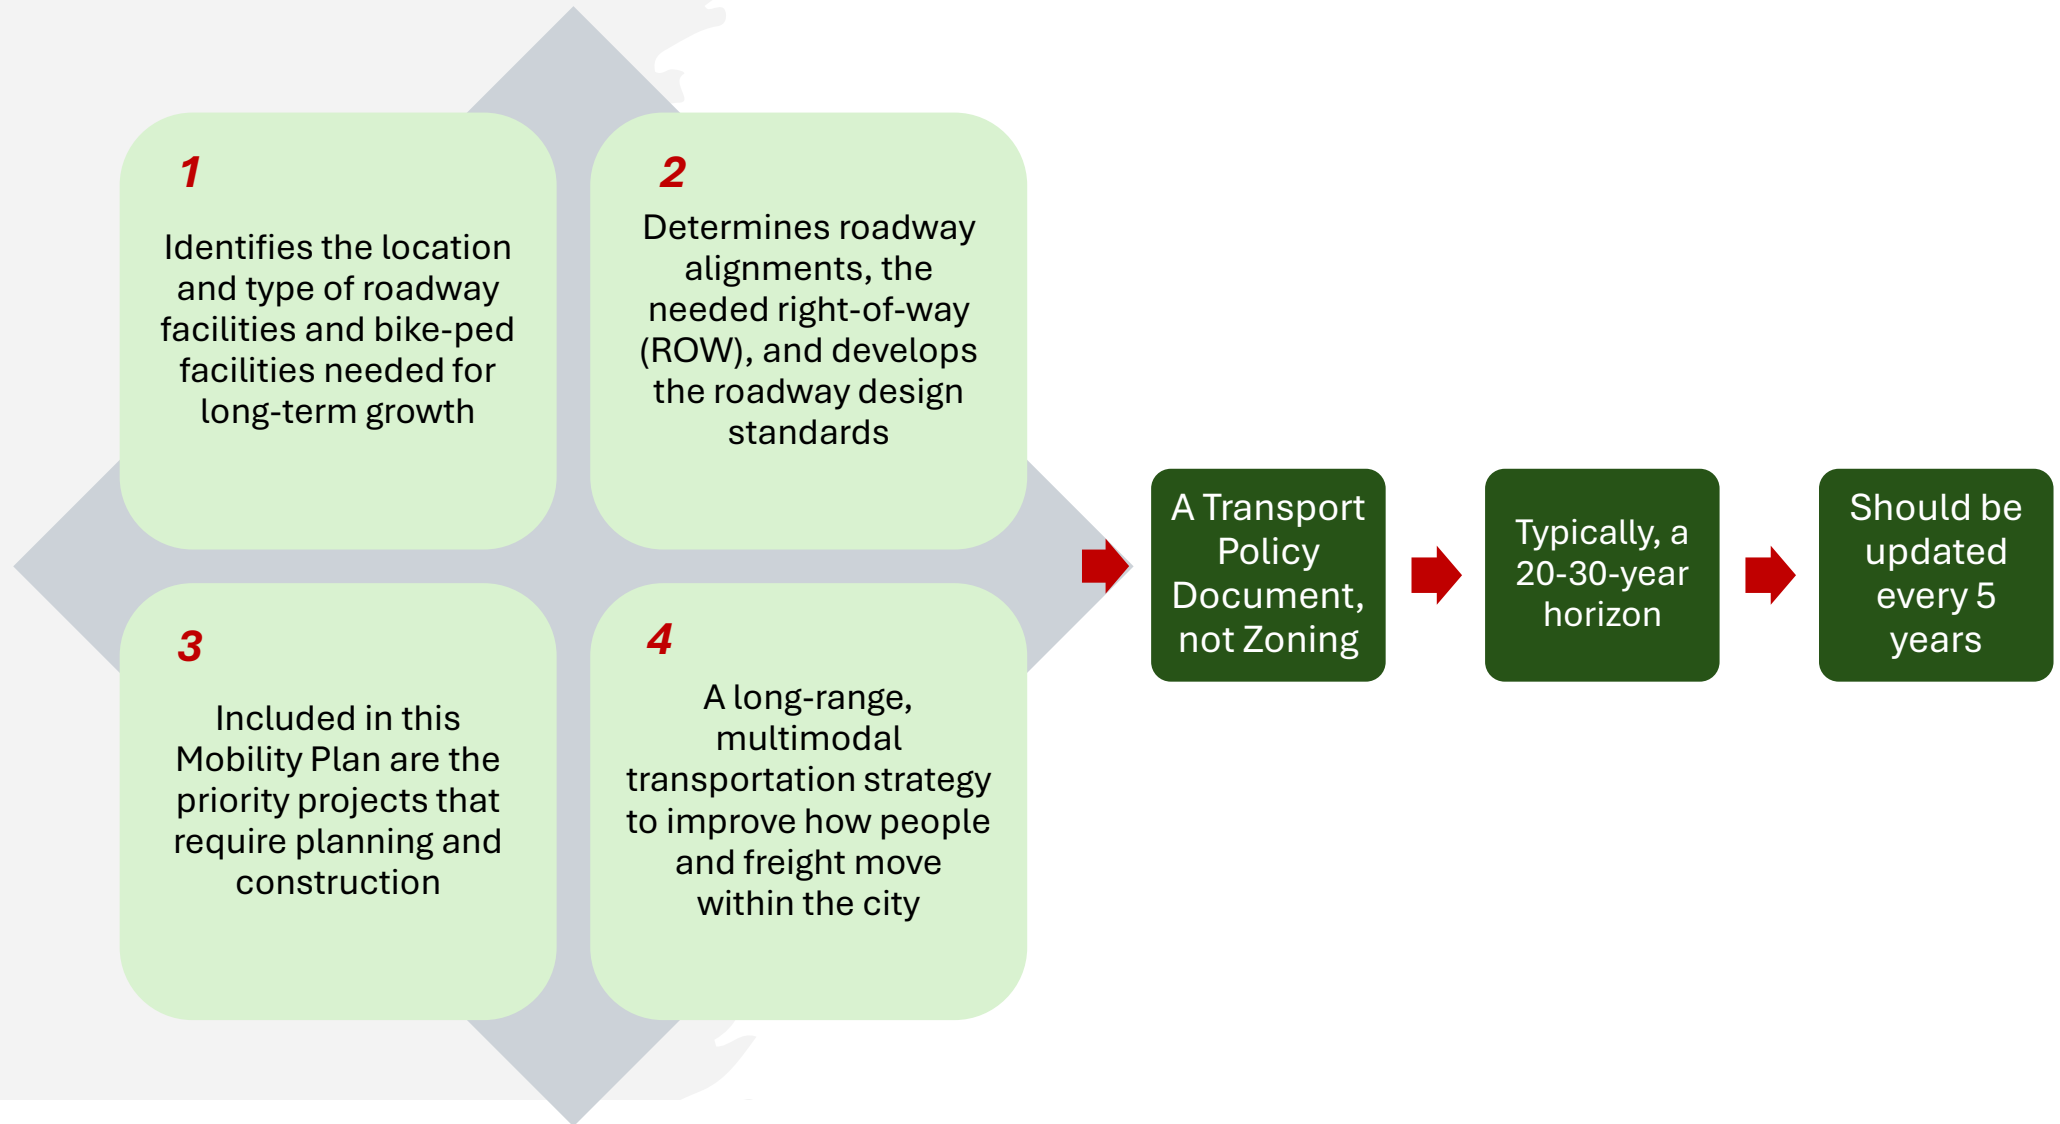 1
Identifies the location
and type of roadway
facilities and bike-ped
facilities needed for
long-term growth
2
Determines roadway
alignments, the
needed right-of-way
(ROW), and develops
the roadway design
standards
3
Included in this
Mobility Plan are the
priority projects that
require planning and
construction
4
A long-range,
multimodal
transportation strategy
to improve how people
and freight move
within the city
A Transport
Policy
Document,
not Zoning
Typically, a
20-30-year
horizon
Should be
updated
every 5
years